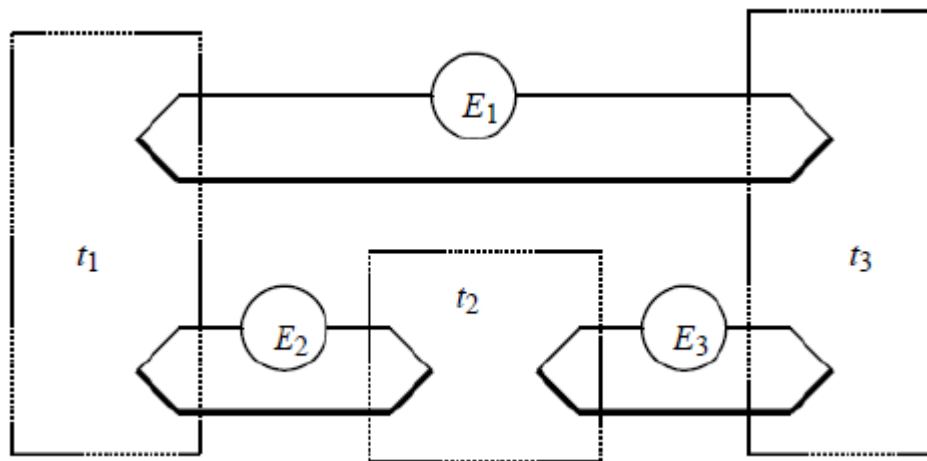 E₁
t₁
t₂
t₃
E₂
E₃